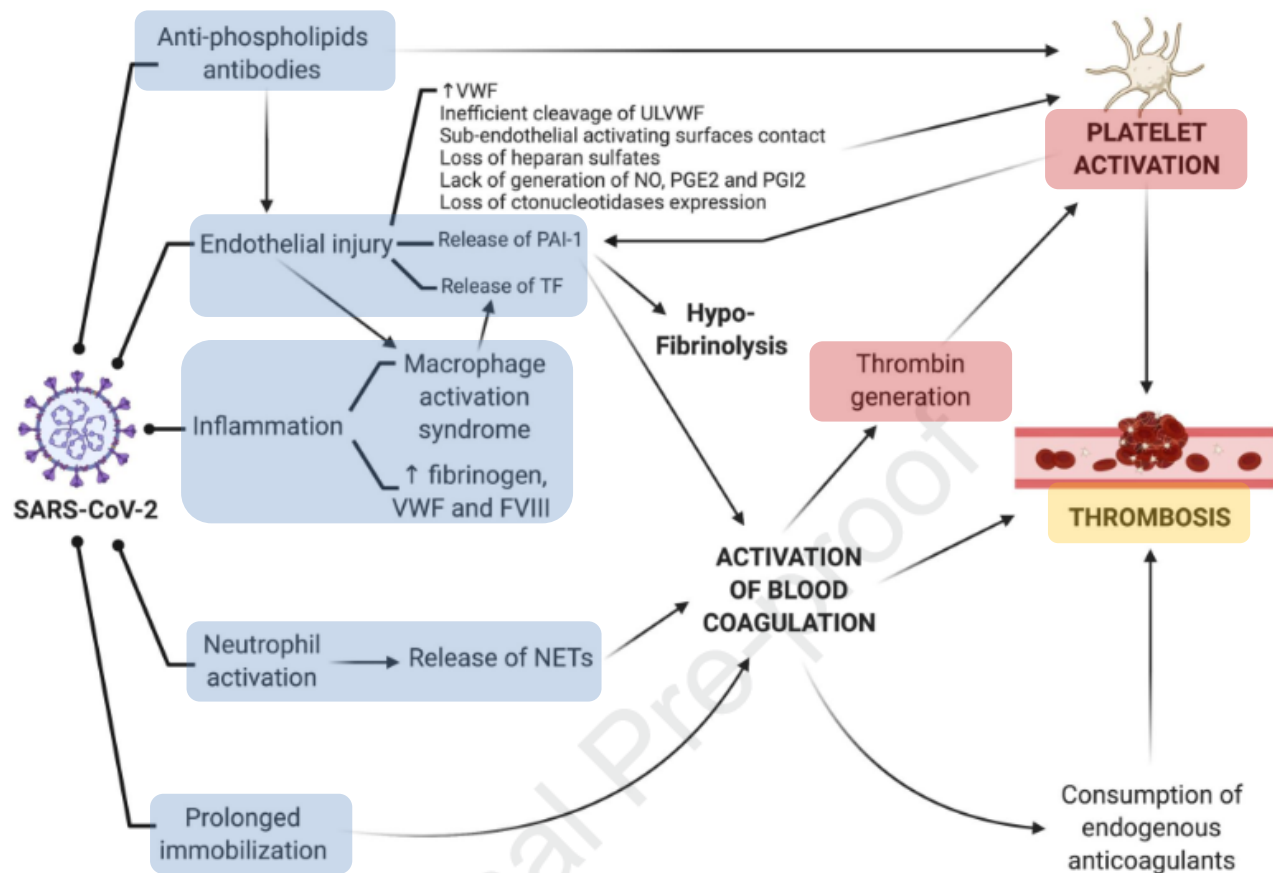 Anti-phospholipids
antibodies
↑VWF
Inefficient cleavage of ULVWF
Sub-endothelial activating surfaces contact
Loss of heparan sulfates
Lack of generation of NO, PGE2 and PGI2
Loss of ctonucleotidases expression
PLATELET
ACTIVATION
Endothelial injury
Release of PAI-1
Release of TF
Hypo-
Fibrinolysis
Thrombin
generation
Inflammation
Macrophage
activation
syndrome
↑ fibrinogen,
VWF and FVIII
SARS-CoV-2
THROMBOSIS
ACTIVATION
OF BLOOD
COAGULATION
Neutrophil
activation
Release of NETs
Prolonged
immobilization
Consumption of
endogenous
anticoagulants
nal Pre-proof